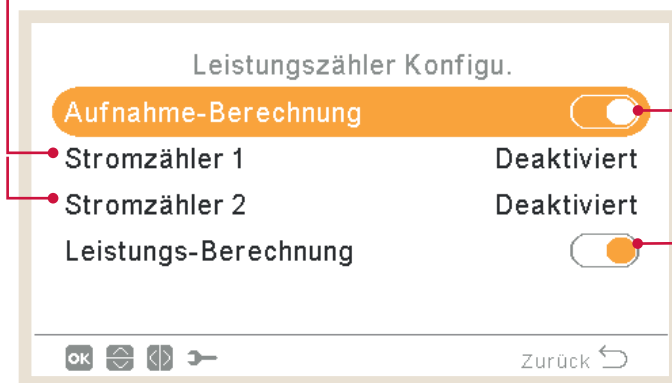 Leistungszähler Konfigu.
Aufnahme-Berechnung
Stromzähler 1 Deaktiviert
Stromzähler 2 Deaktiviert
Leistungs-Berechnung
OK Zurück